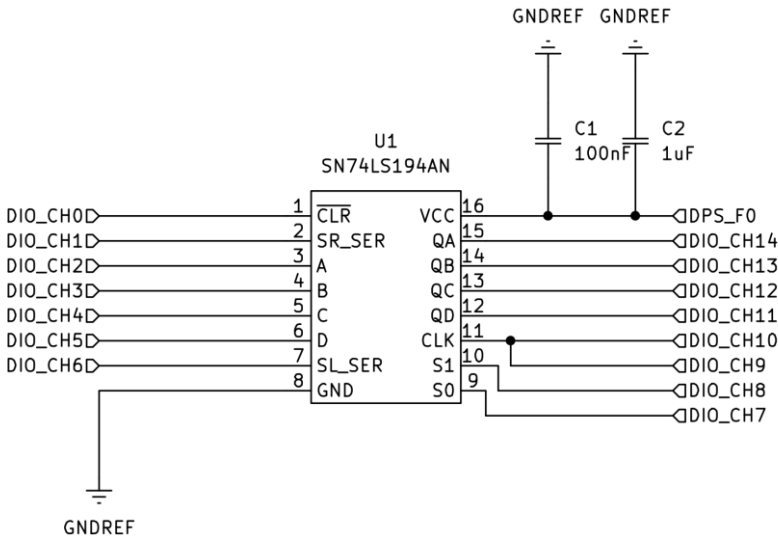 GNDREF GNDREF
C1 C2
100nF 1uF
U1
SN74LS194AN
DIO_CH0 1 CLR VCC 16 DPS_F0
DIO_CH1 2 SR_SER QA 15 DIO_CH14
DIO_CH2 3 A QB 14 DIO_CH13
DIO_CH3 4 B QC 13 DIO_CH12
DIO_CH4 5 C QD 12 DIO_CH11
DIO_CH5 6 D CLK 11 DIO_CH10
DIO_CH6 7 SL_SER S1 10 DIO_CH9
8 GND S0 9 DIO_CH8
DIO_CH7
GNDREF